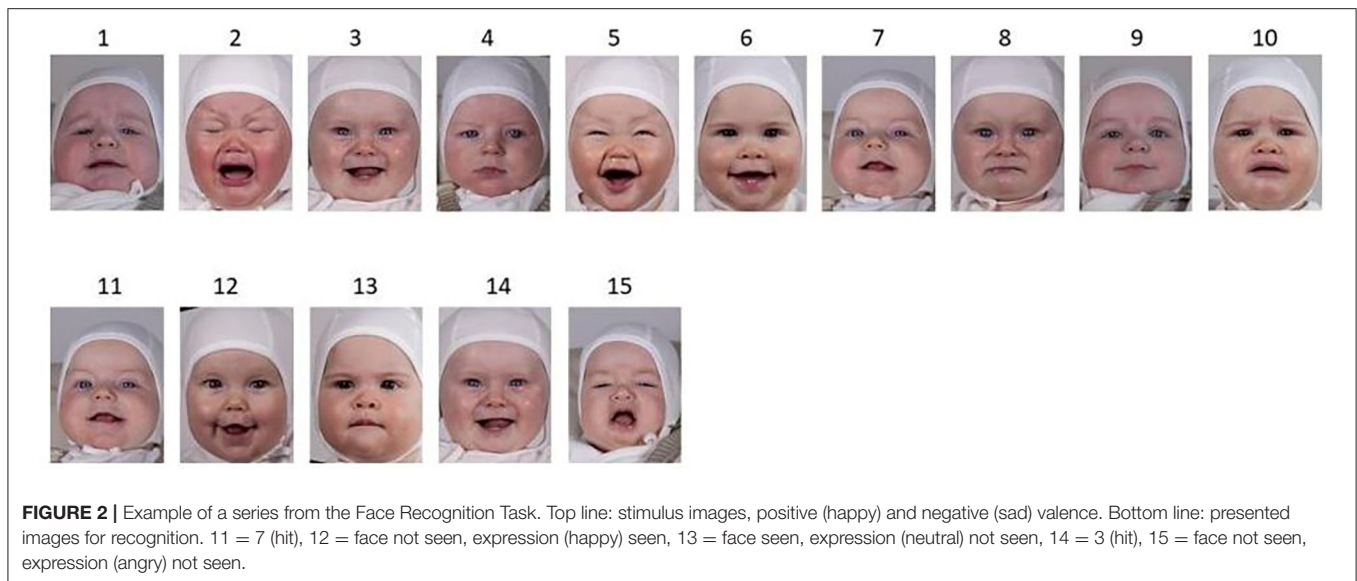 1 2 3 4 5 6 7 8 9 10
11 12 13 14 15
FIGURE 2 | Example of a series from the Face Recognition Task. Top line: stimulus images, positive (happy) and negative (sad) valence. Bottom line: presented
images for recognition. 11 = 7 (hit), 12 = face not seen, expression (happy) seen, 13 = face seen, expression (neutral) not seen, 14 = 3 (hit), 15 = face not seen,
expression (angry) not seen.